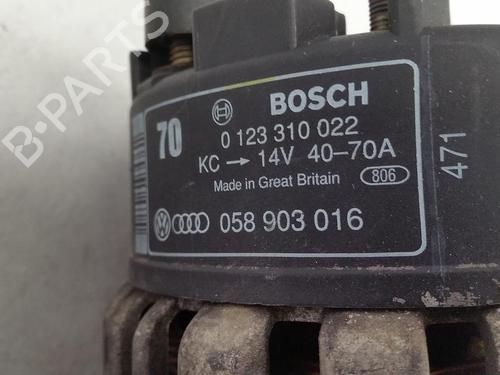 B-PARTS
70
BOSCH
0 123 310 022
KC → 14V 40-70A
Made in Great Britain 806
058 903 016
471